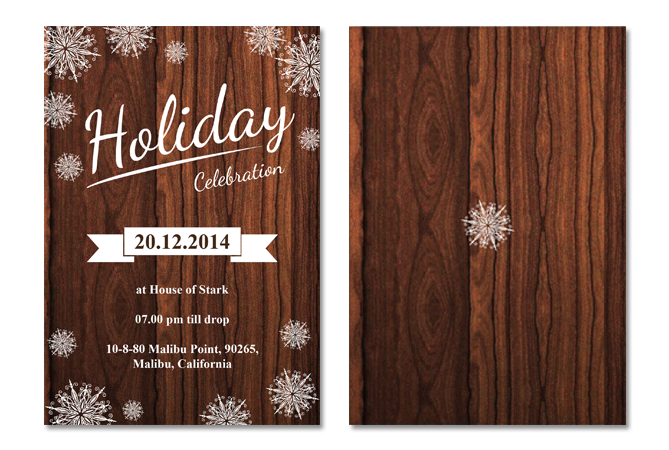 Holiday
Celebration
20.12.2014
at House of Stark
07.00 pm till drop
10-8-80 Malibu Point, 90265,
Malibu, California